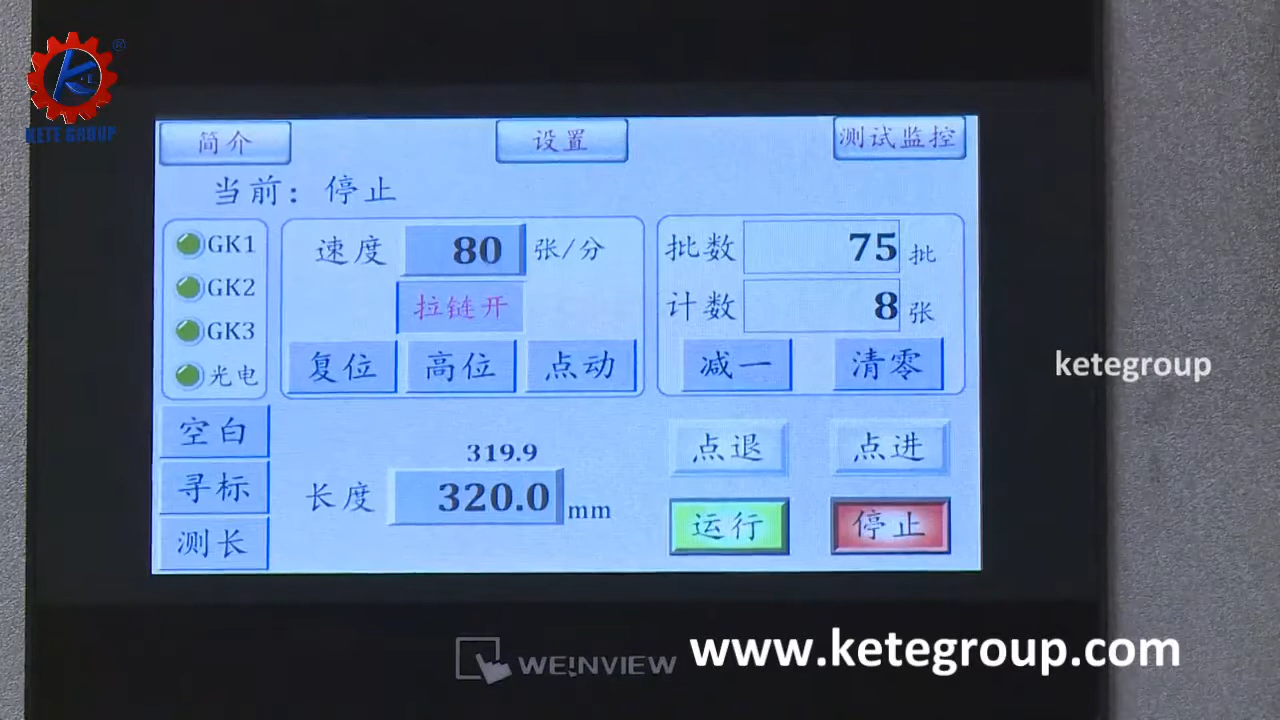 ®
KETE GROUP
简介 设置 测试监控
当前：停止
GK1
GK2
GK3
光电
速度 80 张/分
拉链开
复位 高位 点动
批数 75 批
计数 8 张
减一 清零
空白
寻标
测长
319.9
长度 320.0 mm
点退 点进
运行 停止
ketegroup
WEINVIEW
www.ketegroup.com